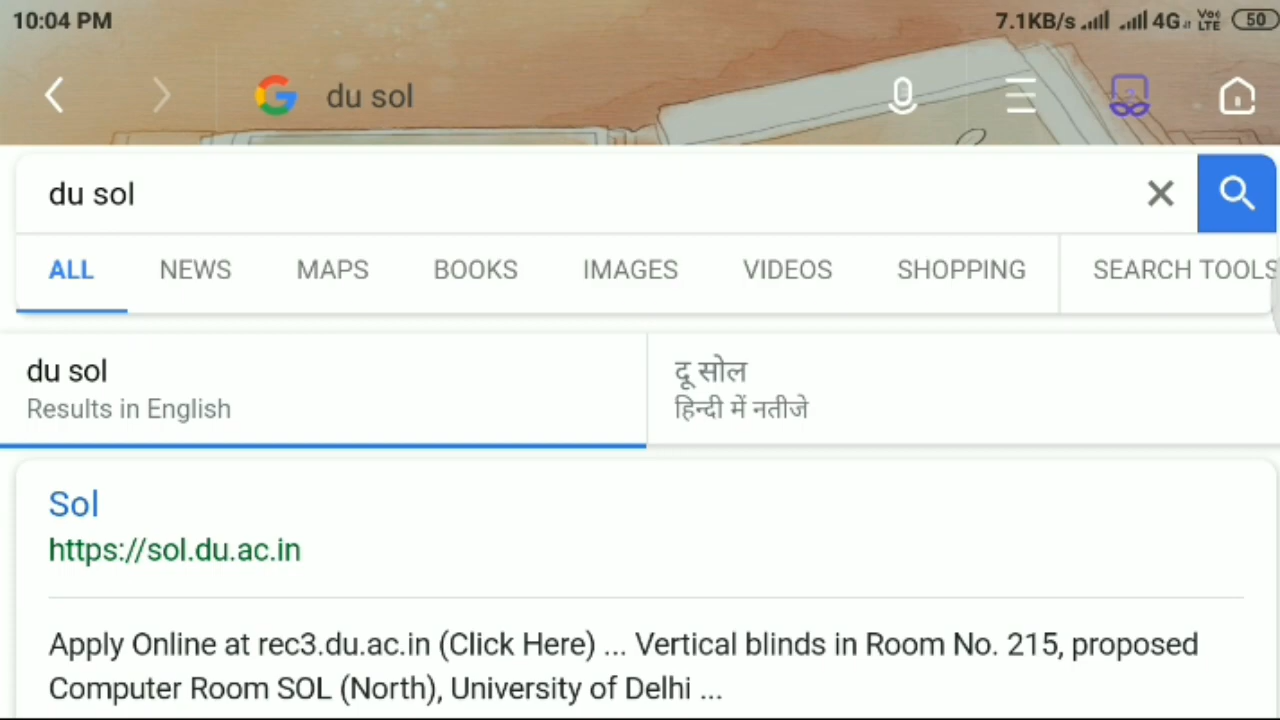 10:04 PM 7.1KB/s 4G Vo LTE 50
du sol
du sol
ALL NEWS MAPS BOOKS IMAGES VIDEOS SHOPPING SEARCH TOOLS
du sol
Results in English
दू सोल
हिन्दी में नतीजे
Sol
https://sol.du.ac.in
Apply Online at rec3.du.ac.in (Click Here) ... Vertical blinds in Room No. 215, proposed
Computer Room SOL (North), University of Delhi ...